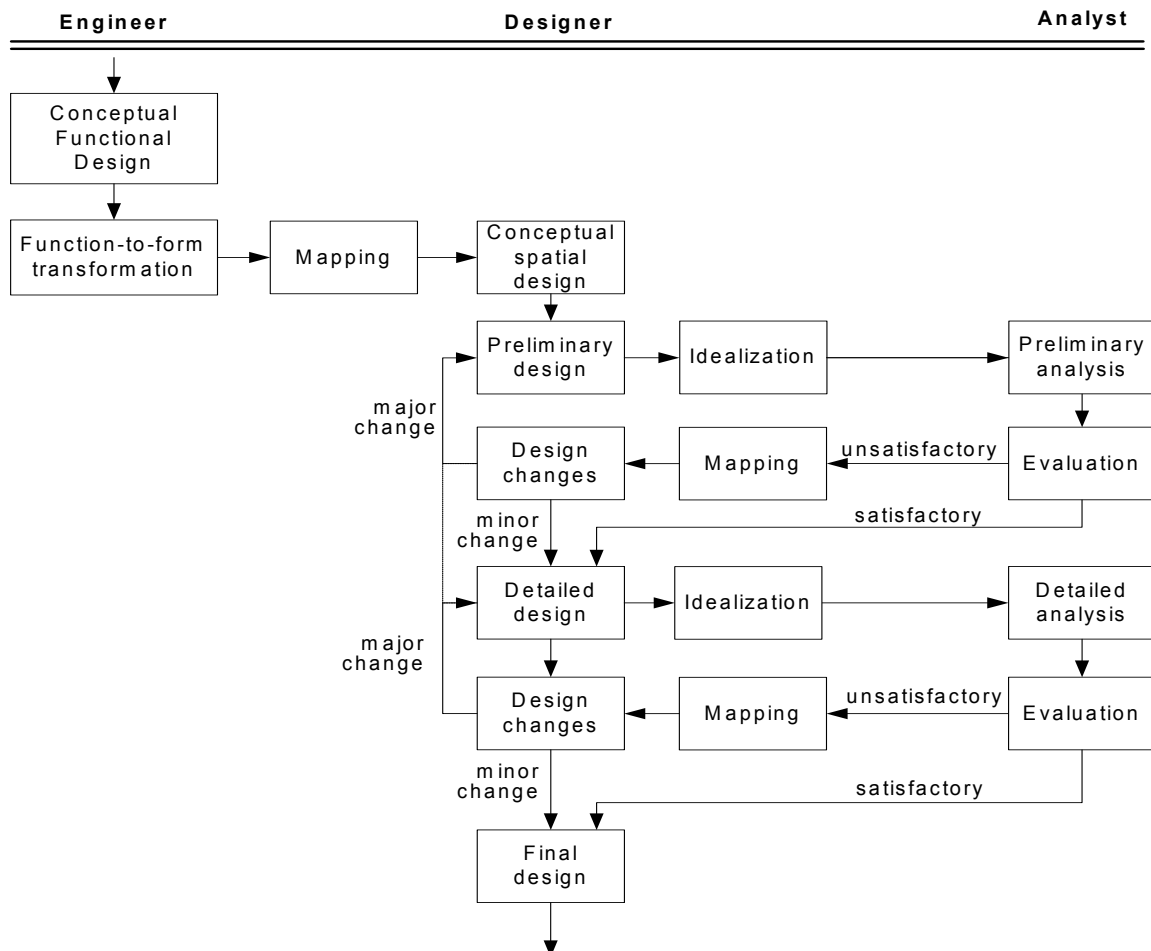 Engineer
Designer
Analyst
Conceptual
Functional
Design
Function-to-form
transformation
Mapping
Conceptual
spatial
design
Preliminary
design
Idealization
Preliminary
analysis
major
change
Design
changes
Mapping
unsatisfactory
Evaluation
minor
change
satisfactory
Detailed
design
Idealization
Detailed
analysis
major
change
Design
changes
Mapping
unsatisfactory
Evaluation
minor
change
satisfactory
Final
design